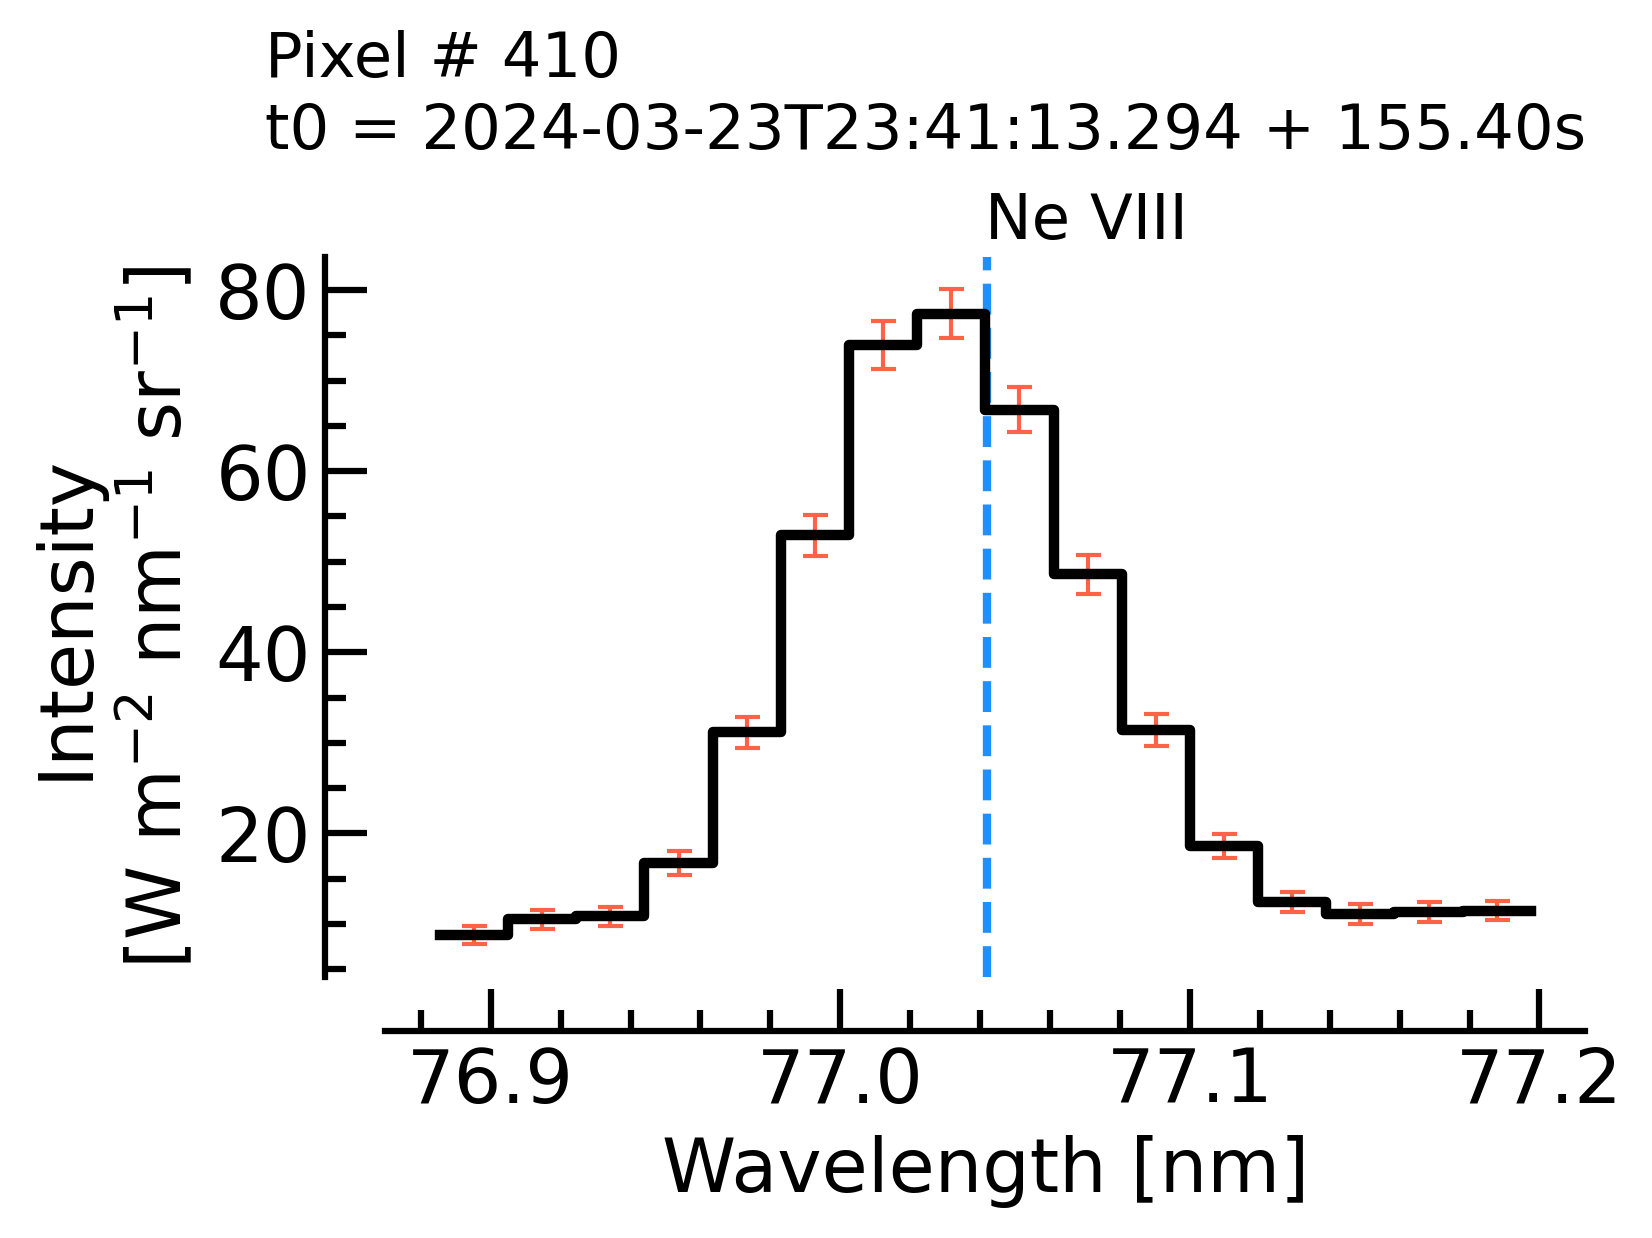 Pixel # 410
t0 = 2024-03-23T23:41:13.294 + 155.40s
Ne VIII
Intensity
[W m⁻² nm⁻¹ sr⁻¹]
80
60
40
20
76.9 77.0 77.1 77.2
Wavelength [nm]